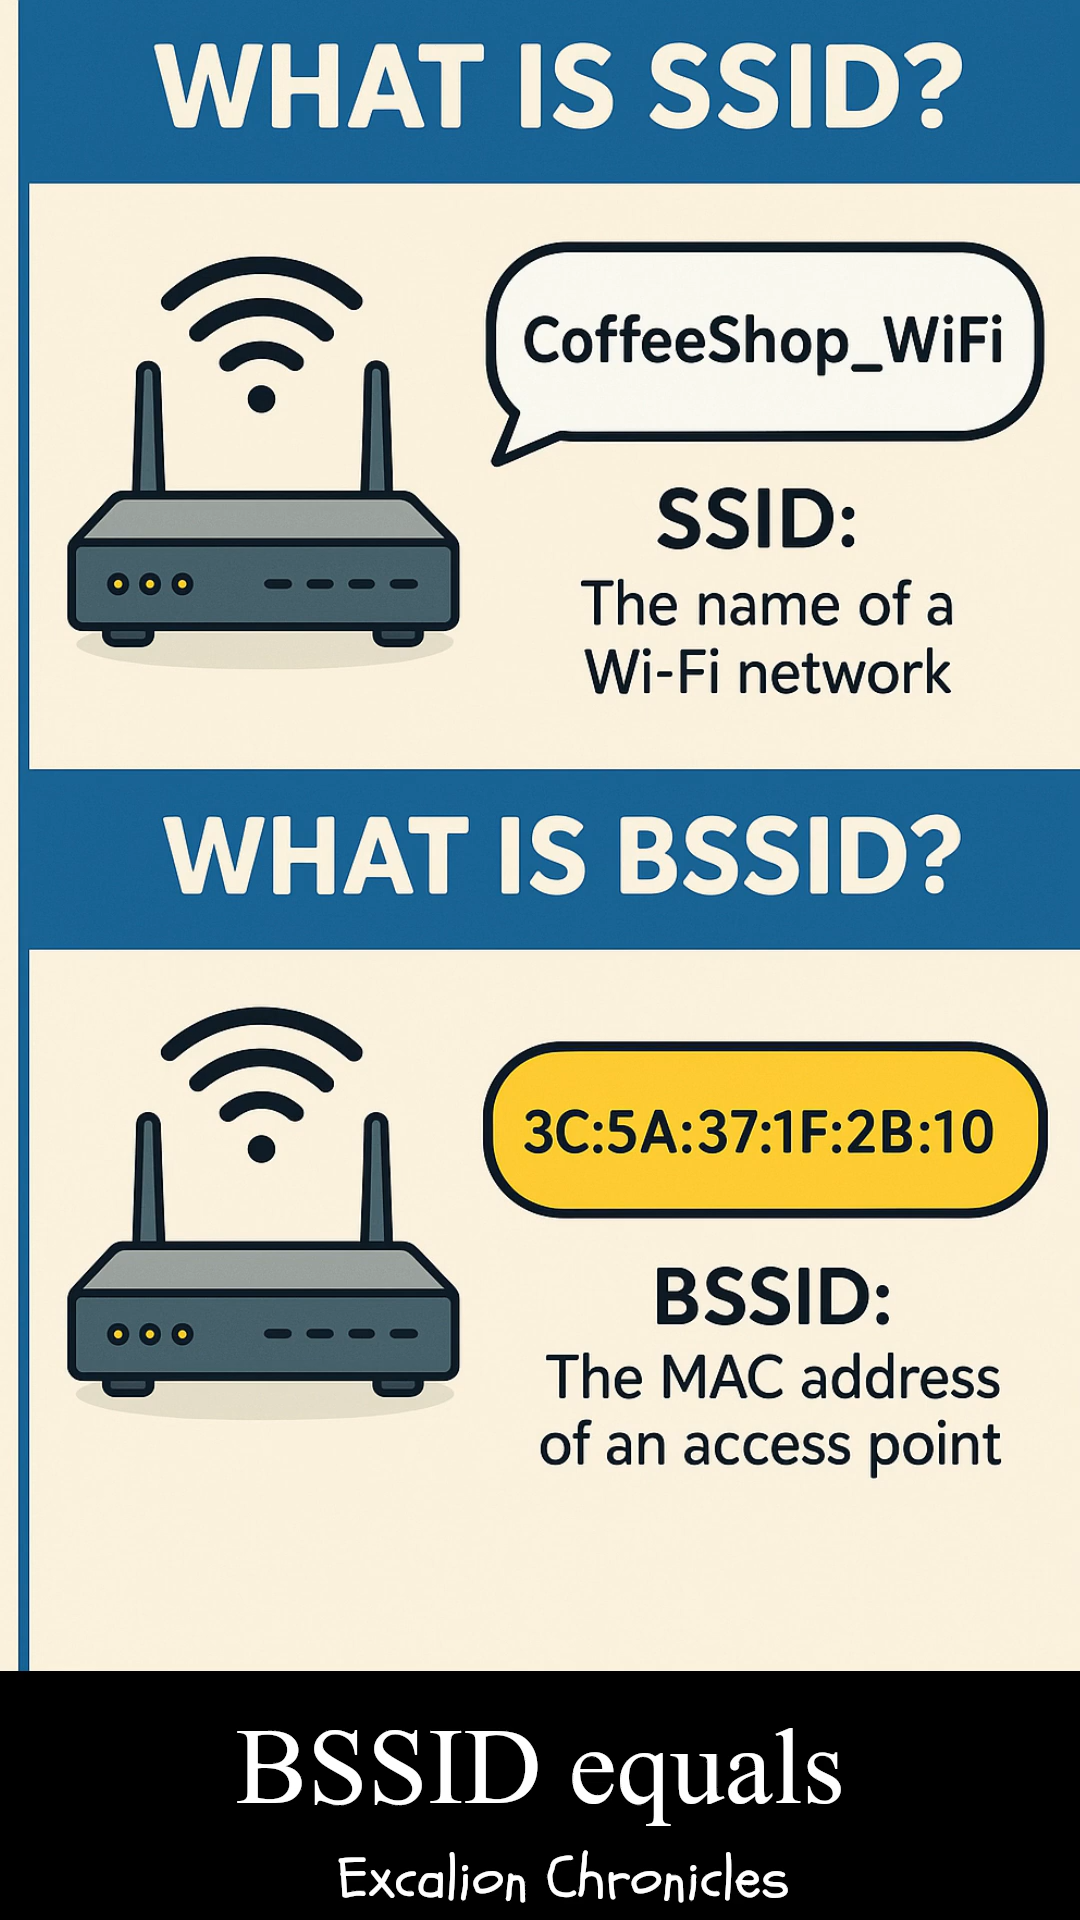 WHAT IS SSID?
CoffeeShop_WiFi
SSID:
The name of a
Wi-Fi network
WHAT IS BSSID?
3C:5A:37:1F:2B:10
BSSID:
The MAC address
of an access point
BSSID equals
Excalion Chronicles